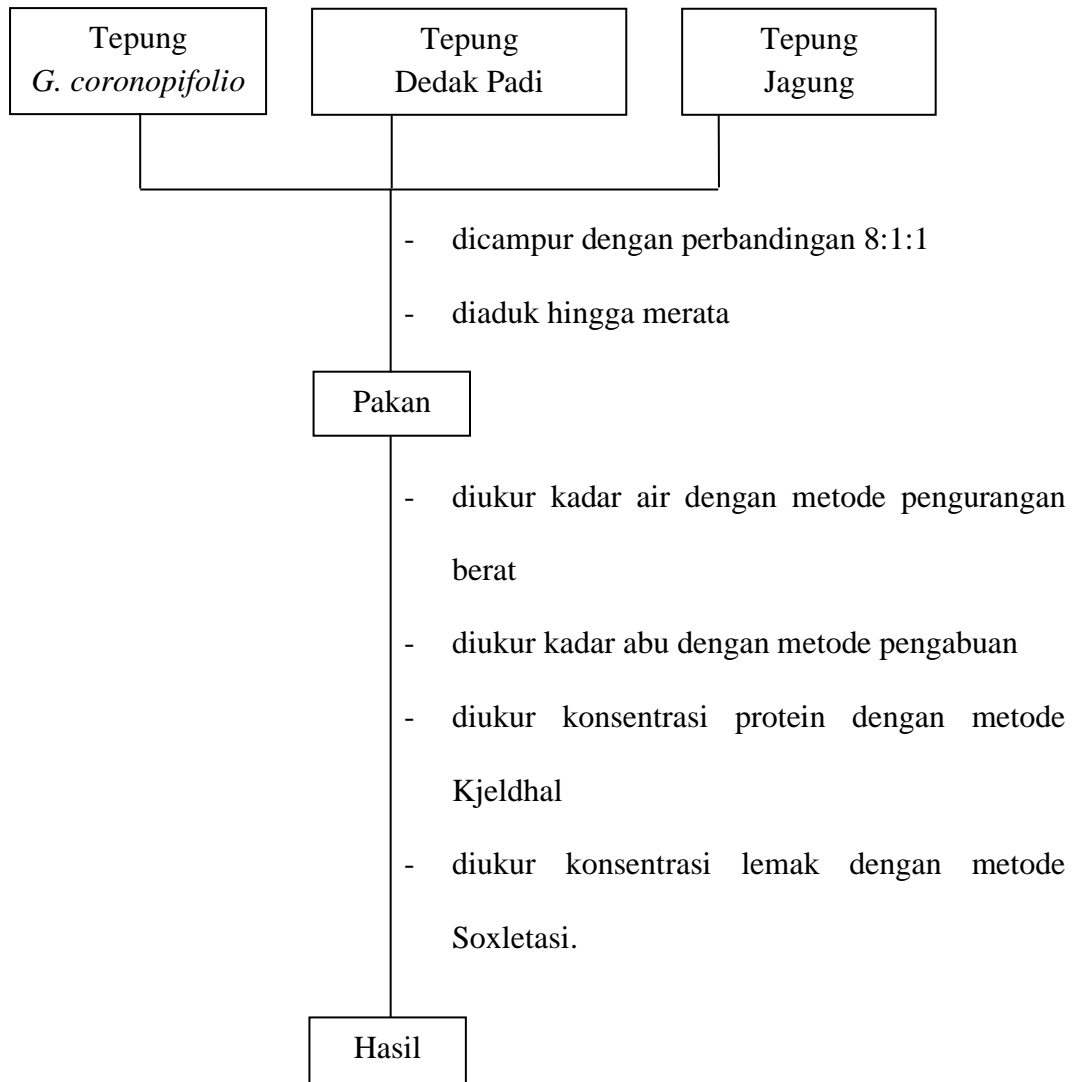 Tepung
G. coronopifolio
Tepung
Dedak Padi
Tepung
Jagung
- dicampur dengan perbandingan 8:1:1
- diaduk hingga merata
Pakan
- diukur kadar air dengan metode pengurangan
berat
- diukur kadar abu dengan metode pengabuan
- diukur konsentrasi protein dengan metode
Kjeldhal
- diukur konsentrasi lemak dengan metode
Soxletasi.
Hasil